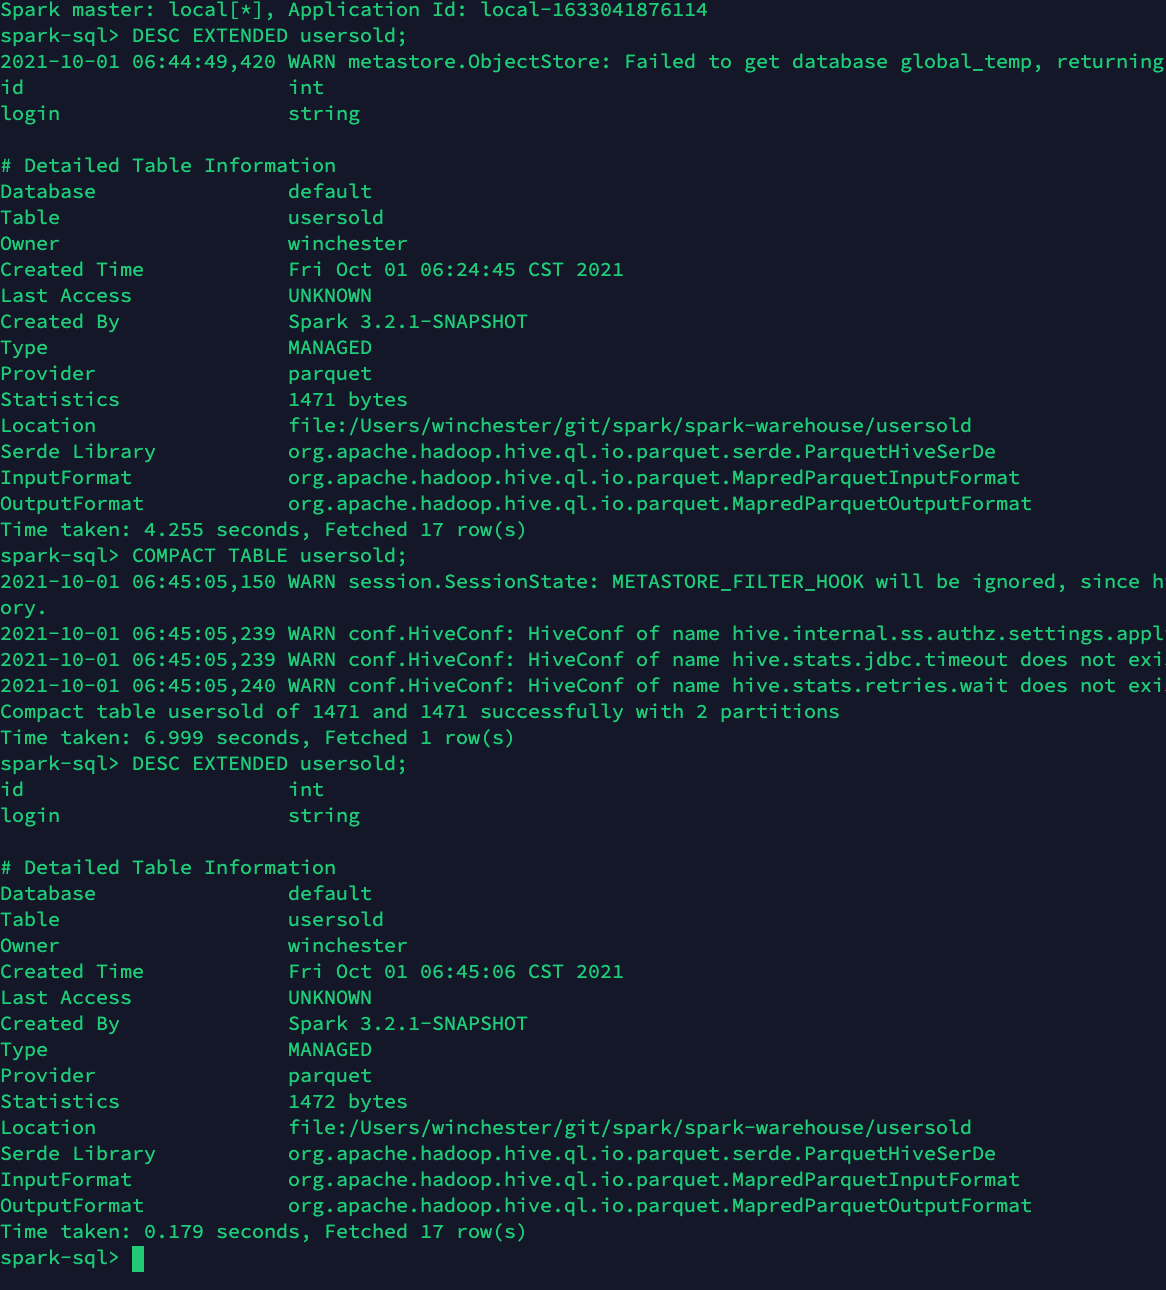 Spark master: local[*], Application Id: local-1633041876114
spark-sql> DESC EXTENDED usersold;
2021-10-01 06:44:49,420 WARN metastore.ObjectStore: Failed to get database global_temp, returning
id                      int
login                   string

# Detailed Table Information
Database                default
Table                   usersold
Owner                   winchester
Created Time            Fri Oct 01 06:24:45 CST 2021
Last Access             UNKNOWN
Created By              Spark 3.2.1-SNAPSHOT
Type                    MANAGED
Provider                parquet
Statistics              1471 bytes
Location                file:/Users/winchester/git/spark/spark-warehouse/usersold
Serde Library           org.apache.hadoop.hive.ql.io.parquet.serde.ParquetHiveSerDe
InputFormat             org.apache.hadoop.hive.ql.io.parquet.MapredParquetInputFormat
OutputFormat            org.apache.hadoop.hive.ql.io.parquet.MapredParquetOutputFormat
Time taken: 4.255 seconds, Fetched 17 row(s)
spark-sql> COMPACT TABLE usersold;
2021-10-01 06:45:05,150 WARN session.SessionState: METASTORE_FILTER_HOOK will be ignored, since h
ory.
2021-10-01 06:45:05,239 WARN conf.HiveConf: HiveConf of name hive.internal.ss.authz.settings.appl
2021-10-01 06:45:05,239 WARN conf.HiveConf: HiveConf of name hive.stats.jdbc.timeout does not exi
2021-10-01 06:45:05,240 WARN conf.HiveConf: HiveConf of name hive.stats.retries.wait does not exi
Compact table usersold of 1471 and 1471 successfully with 2 partitions
Time taken: 6.999 seconds, Fetched 1 row(s)
spark-sql> DESC EXTENDED usersold;
id                      int
login                   string

# Detailed Table Information
Database                default
Table                   usersold
Owner                   winchester
Created Time            Fri Oct 01 06:45:06 CST 2021
Last Access             UNKNOWN
Created By              Spark 3.2.1-SNAPSHOT
Type                    MANAGED
Provider                parquet
Statistics              1472 bytes
Location                file:/Users/winchester/git/spark/spark-warehouse/usersold
Serde Library           org.apache.hadoop.hive.ql.io.parquet.serde.ParquetHiveSerDe
InputFormat             org.apache.hadoop.hive.ql.io.parquet.MapredParquetInputFormat
OutputFormat            org.apache.hadoop.hive.ql.io.parquet.MapredParquetOutputFormat
Time taken: 0.179 seconds, Fetched 17 row(s)
spark-sql>